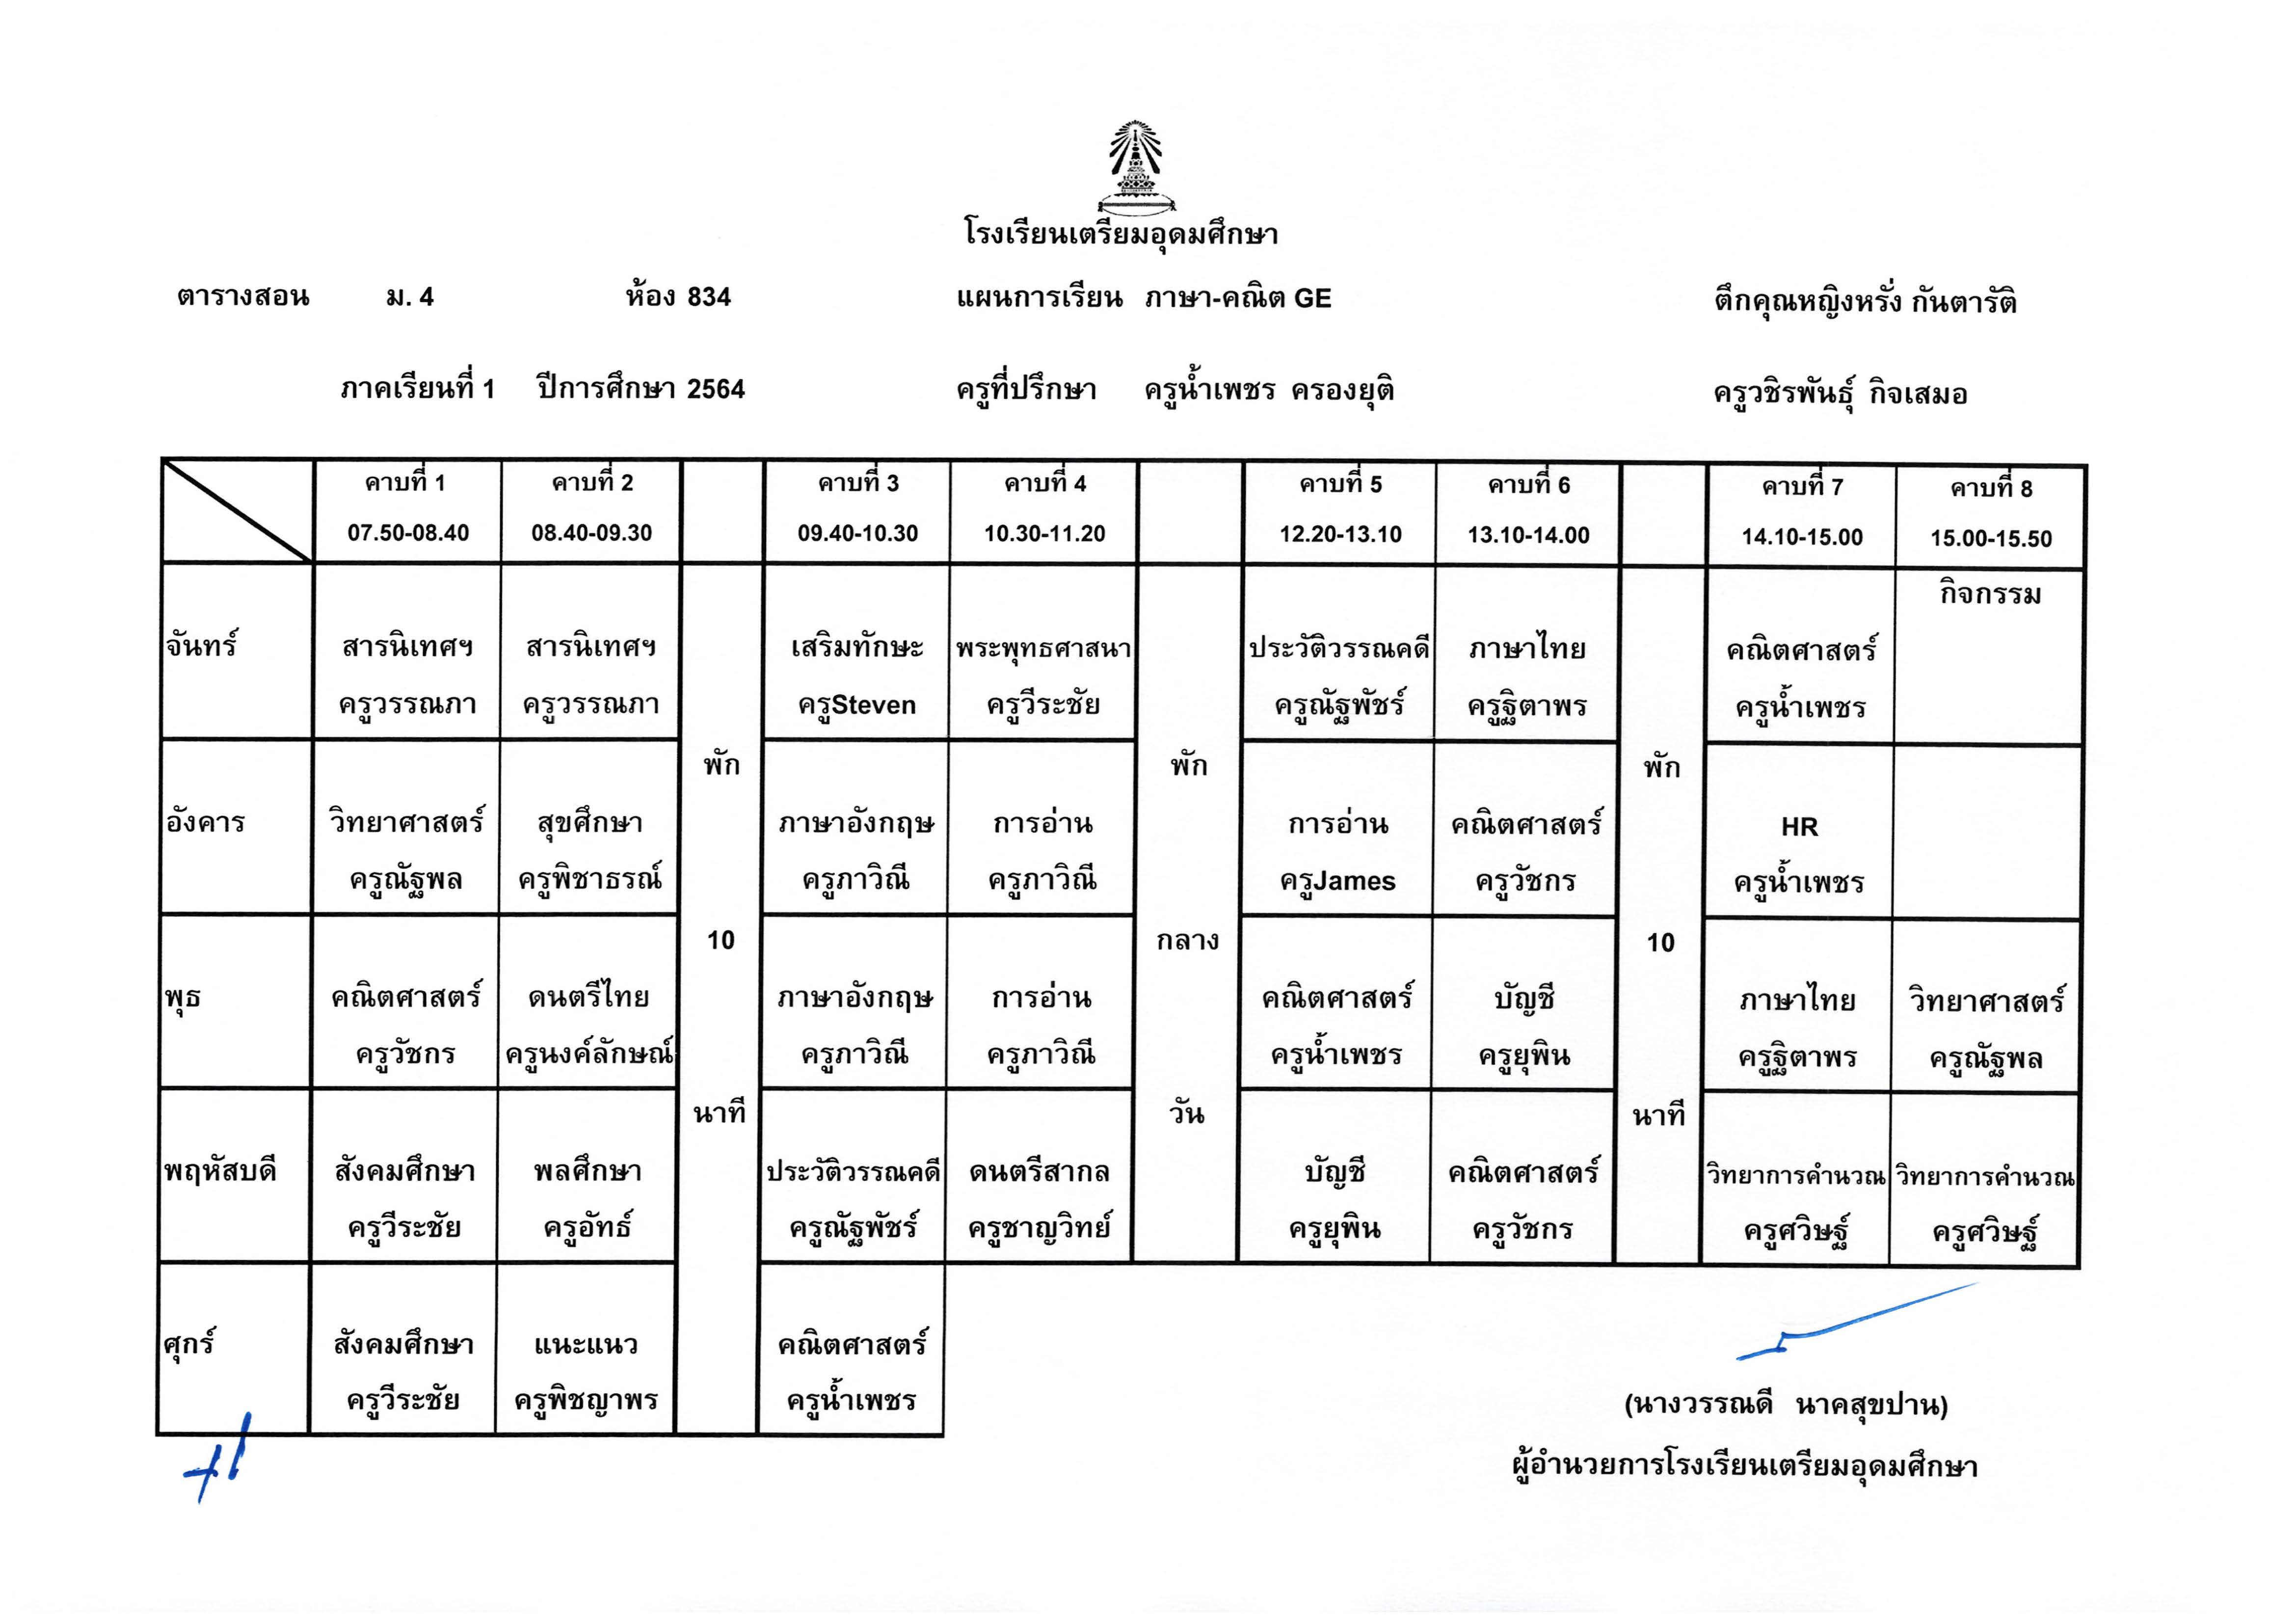 โรงเรียนเตรียมอุดมศึกษา
ตารางสอน ม. 4 ห้อง 834 แผนการเรียน ภาษา-คณิต GE ตึกคุณหญิงหรั่ง กันตารัติ
ภาคเรียนที่ 1 ปีการศึกษา 2564 ครูที่ปรึกษา ครูน้ำเพชร ครองยุติ ครูวชิรพันธุ์ กิจเสมอ
คาบที่ 1 คาบที่ 2 คาบที่ 3 คาบที่ 4 คาบที่ 5 คาบที่ 6 คาบที่ 7 คาบที่ 8
07.50-08.40 08.40-09.30 09.40-10.30 10.30-11.20 12.20-13.10 13.10-14.00 14.10-15.00 15.00-15.50
กิจกรรม
จันทร์ สารนิเทศฯ สารนิเทศฯ เสริมทักษะ พระพุทธศาสนา ประวัติวรรณคดี ภาษาไทย คณิตศาสตร์
ครูวรรณภา ครูวรรณภา ครูSteven ครูวีระชัย ครูณัฐพัชร์ ครูฐิตาพร ครูน้ำเพชร
พัก พัก พัก
อังคาร วิทยาศาสตร์ สุขศึกษา ภาษาอังกฤษ การอ่าน การอ่าน คณิตศาสตร์ HR
ครูณัฐพล ครูพิชาธรณ์ ครูภาวิณี ครูภาวิณี ครูJames ครูวัชกร ครูน้ำเพชร
10 กลาง 10
พุธ คณิตศาสตร์ ดนตรีไทย ภาษาอังกฤษ การอ่าน คณิตศาสตร์ บัญชี ภาษาไทย วิทยาศาสตร์
ครูวัชกร ครูนงค์ลักษณ์ ครูภาวิณี ครูภาวิณี ครูน้ำเพชร ครูยุพิน ครูฐิตาพร ครูณัฐพล
นาที วัน นาที
พฤหัสบดี สังคมศึกษา พลศึกษา ประวัติวรรณคดี ดนตรีสากล บัญชี คณิตศาสตร์ วิทยาการคำนวณ วิทยาการคำนวณ
ครูวีระชัย ครูอัทธ์ ครูณัฐพัชร์ ครูชาญวิทย์ ครูยุพิน ครูวัชกร ครูศวิษฐ์ ครูศวิษฐ์
ศุกร์ สังคมศึกษา แนะแนว คณิตศาสตร์
ครูวีระชัย ครูพิชญาพร ครูน้ำเพชร
(นางวรรณดี นาคสุขปาน)
ผู้อำนวยการโรงเรียนเตรียมอุดมศึกษา